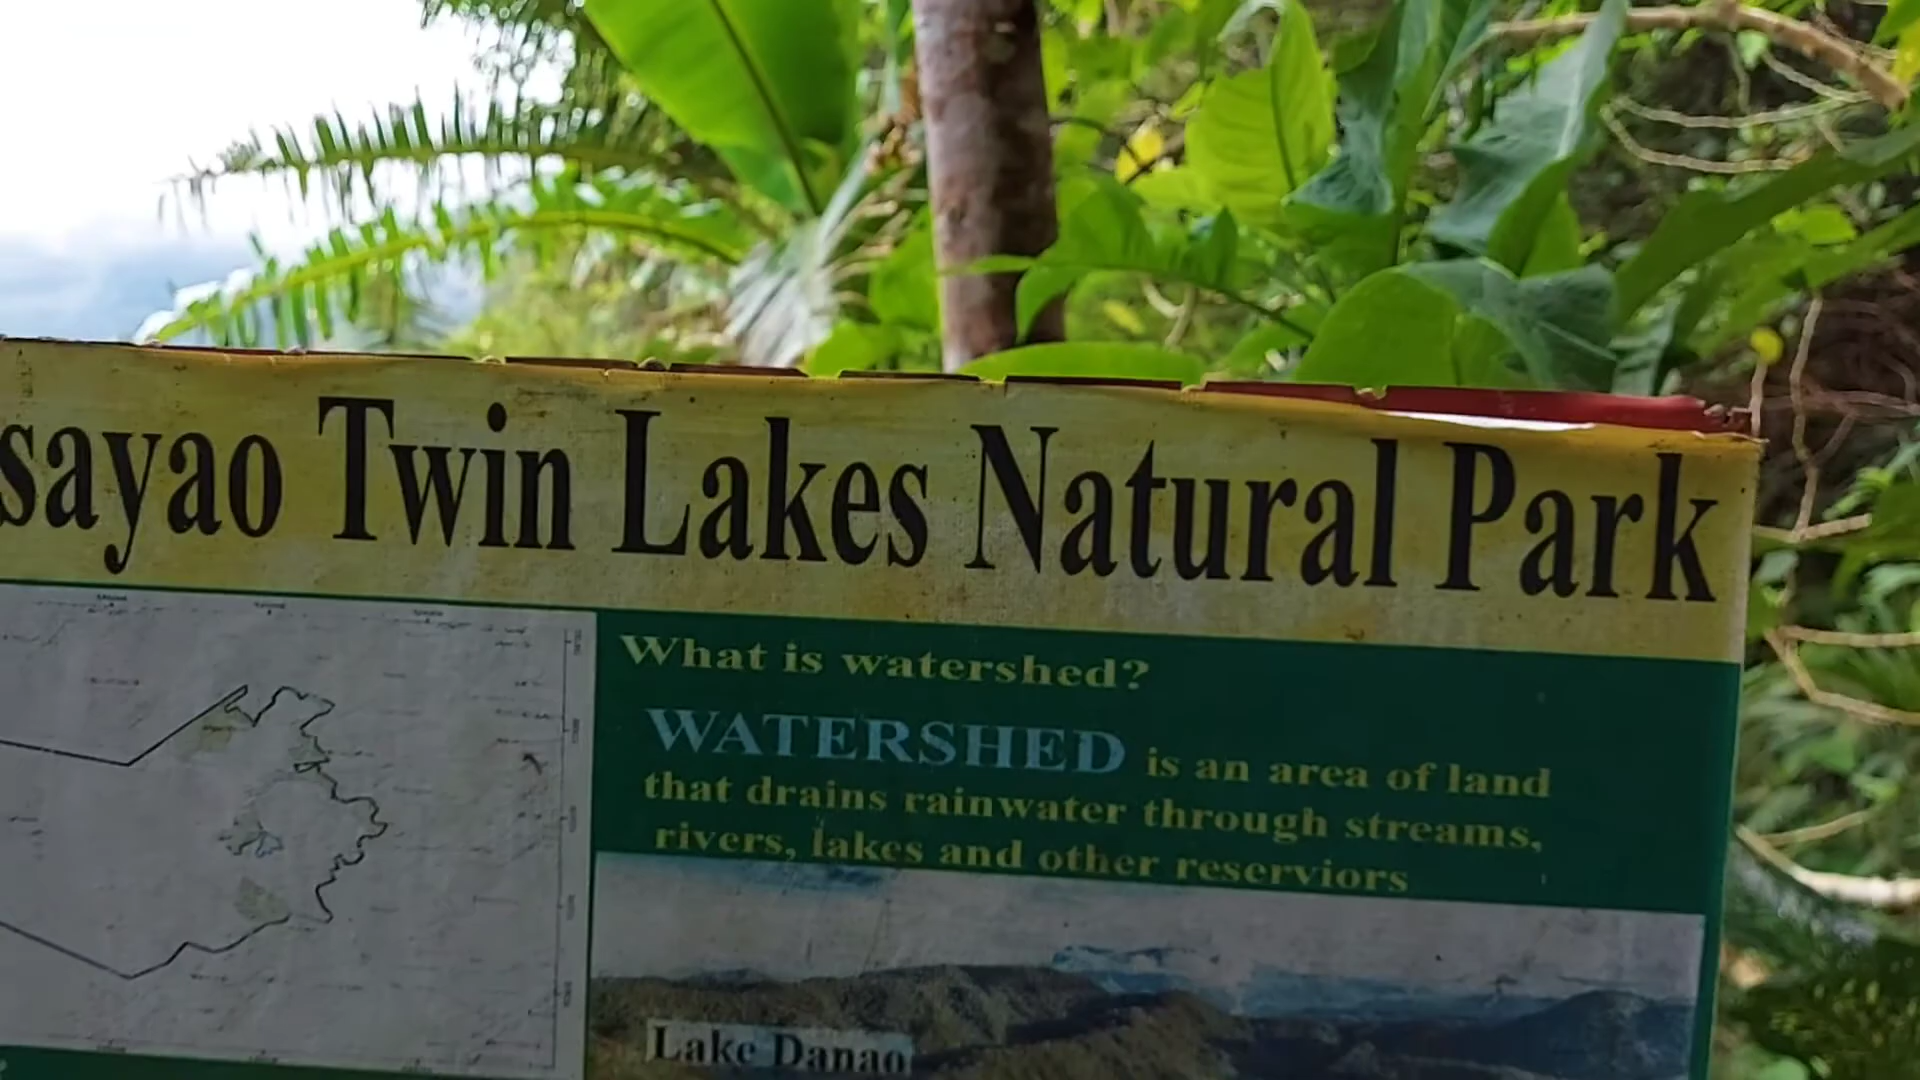 sayao Twin Lakes Natural Park
What is watershed?
WATERSHED is an area of land
that drains rainwater through streams,
rivers, lakes and other reserviors
Lake Danao